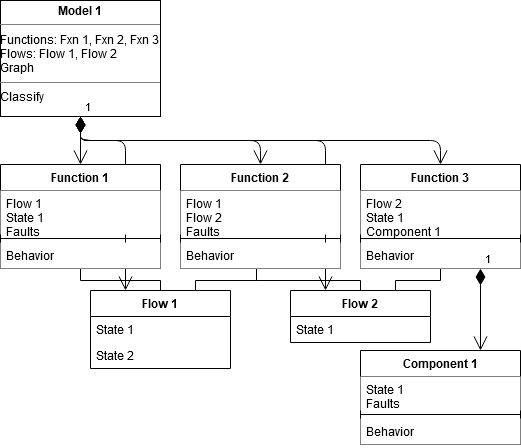 Model 1
Functions: Fxn 1, Fxn 2, Fxn 3
Flows: Flow 1, Flow 2
Graph
Classify
1
Function 1
Flow 1
State 1
Faults
Behavior
Function 2
Flow 1
Flow 2
Faults
Behavior
Function 3
Flow 2
State 1
Component 1
Behavior
1
Flow 1
State 1
State 2
Flow 2
State 1
Component 1
State 1
Faults
Behavior